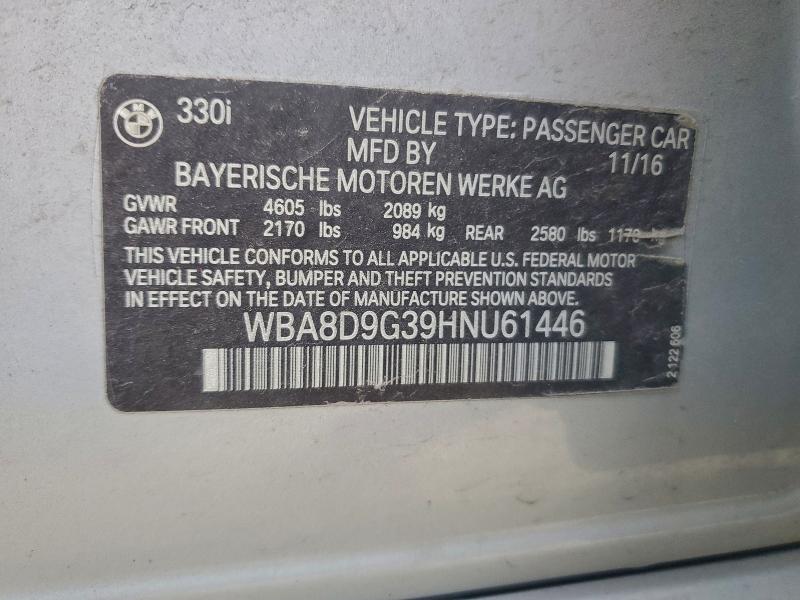 330i VEHICLE TYPE: PASSENGER CAR
MFD BY 11/16
BAYERISCHE MOTOREN WERKE AG
GVWR 4605 lbs 2089 kg
GAWR FRONT 2170 lbs 984 kg REAR 2580 lbs 1170 kg
THIS VEHICLE CONFORMS TO ALL APPLICABLE U.S. FEDERAL MOTOR
VEHICLE SAFETY, BUMPER AND THEFT PREVENTION STANDARDS
IN EFFECT ON THE DATE OF MANUFACTURE SHOWN ABOVE
WBA8D9G39HNU61446
2 122 606